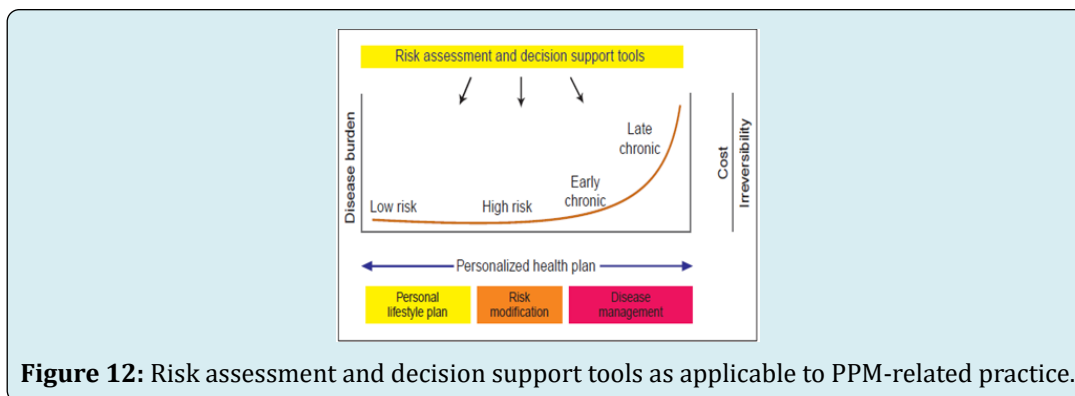 Risk assessment and decision support tools
Disease burden
Low risk
High risk
Early
chronic
Late
chronic
Cost
Irreversibility
Personalized health plan
Personal
lifestyle plan
Risk
modification
Disease
management
Figure 12: Risk assessment and decision support tools as applicable to PPM-related practice.